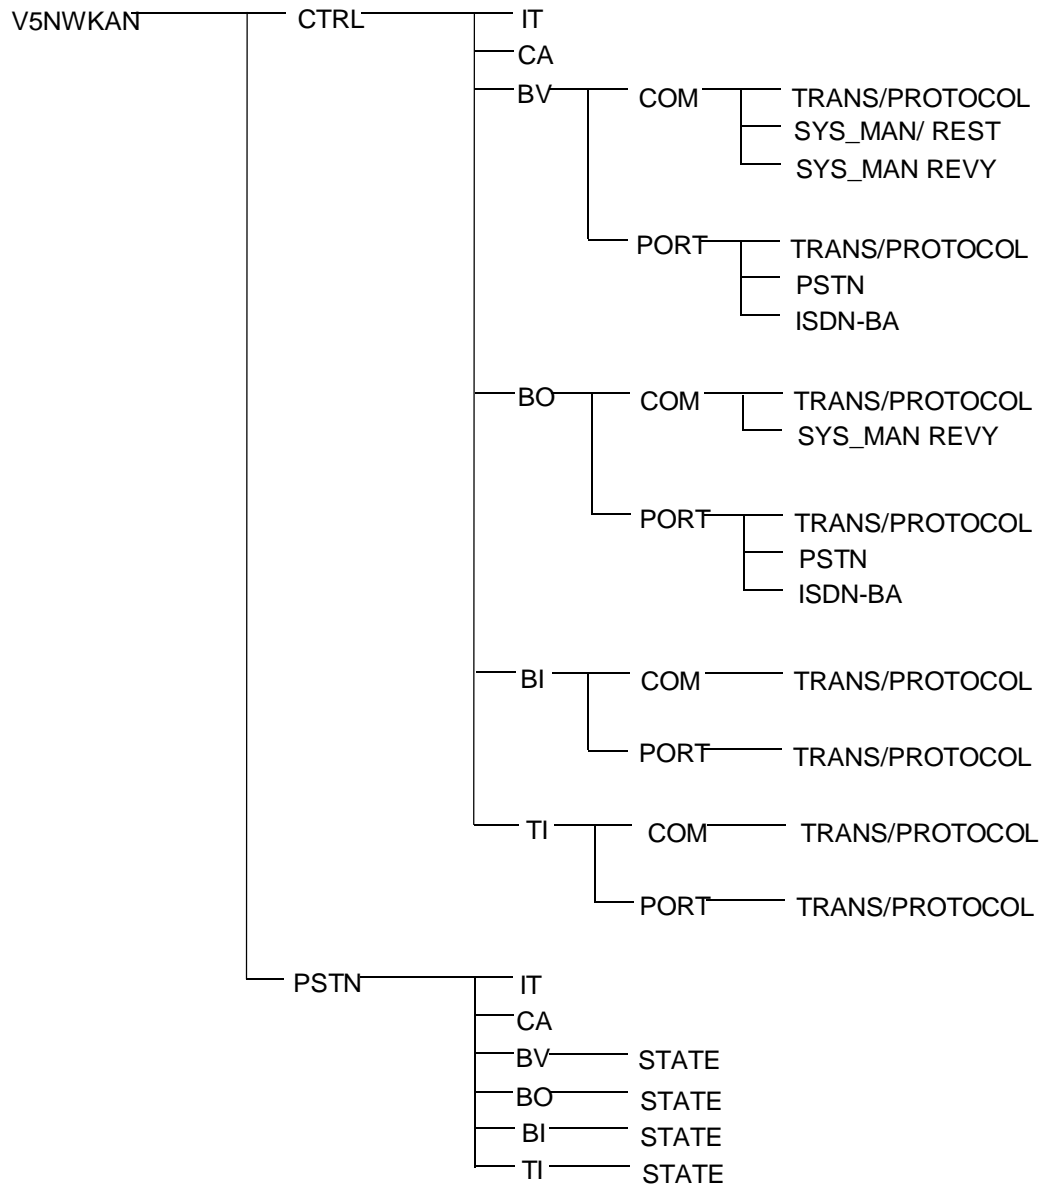 V5NWKAN CTRL IT
CA
BV COM TRANS/PROTOCOL
SYS_MAN/ REST
SYS_MAN REVY
PORT TRANS/PROTOCOL
PSTN
ISDN-BA
BO COM TRANS/PROTOCOL
SYS_MAN REVY
PORT TRANS/PROTOCOL
PSTN
ISDN-BA
BI COM TRANS/PROTOCOL
PORT TRANS/PROTOCOL
TI COM TRANS/PROTOCOL
PORT TRANS/PROTOCOL
PSTN IT
CA
BV STATE
BO STATE
BI STATE
TI STATE